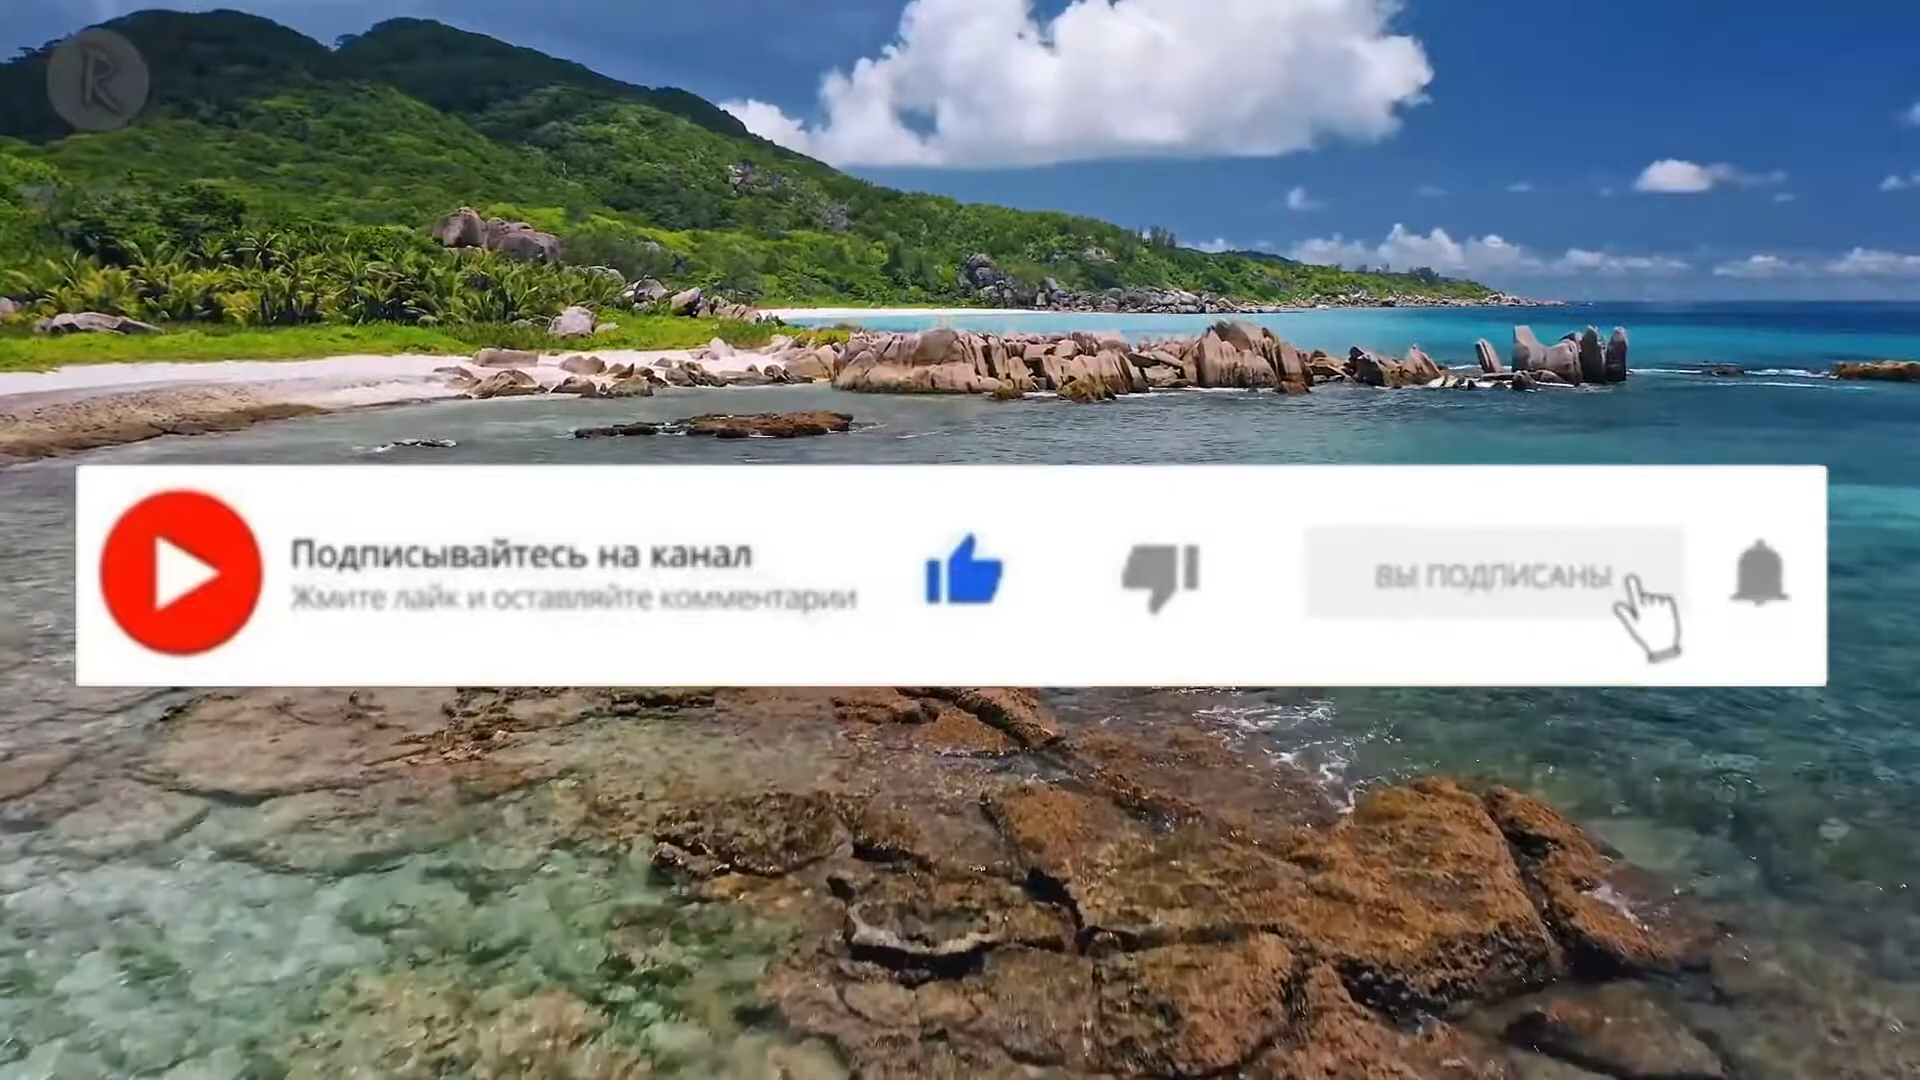 R
Подписывайтесь на канал
Жмите лайк и оставляйте комментарии
ВЫ ПОДПИСАНЫ